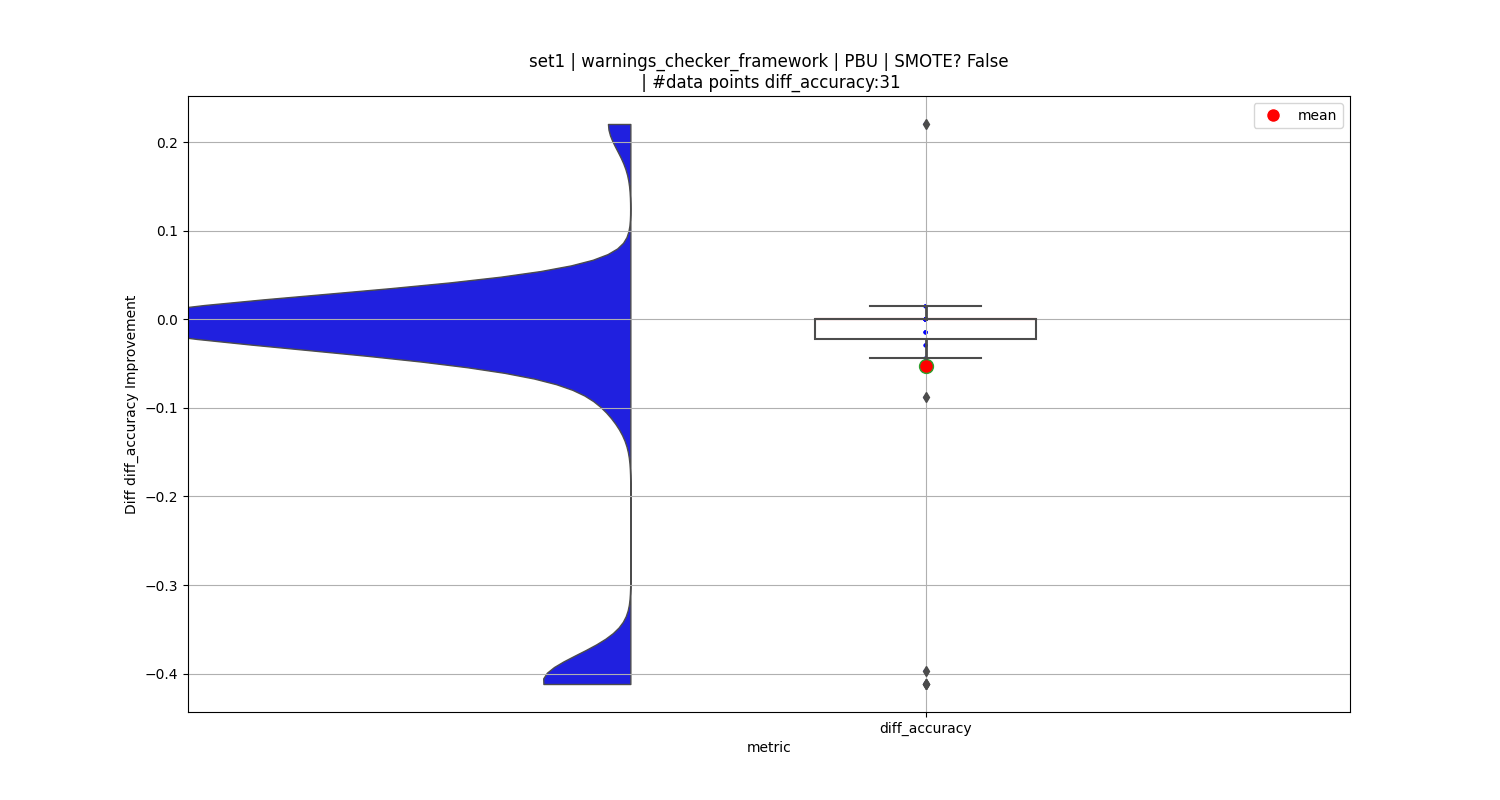 set1 | warnings_checker_framework | PBU | SMOTE? False
| #data points diff_accuracy:31
mean
0.2
0.1
0.0
−0.1
−0.2
−0.3
−0.4
Diff diff_accuracy Improvement
diff_accuracy
metric